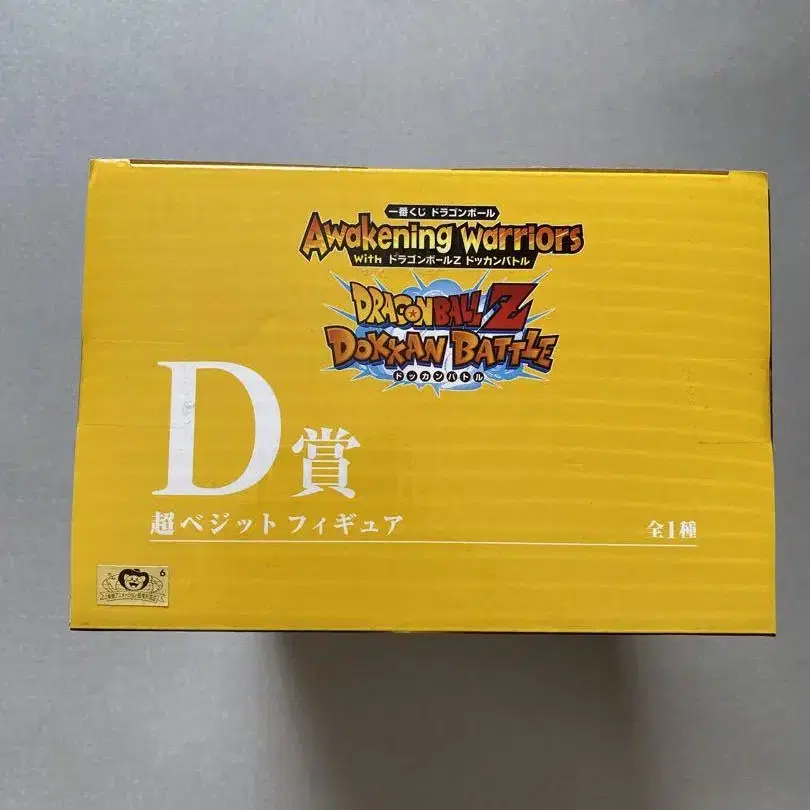 一番くじ ドラゴンボール
Awakening Warriors
with ドラゴンボールZ ドッカンバトル
DRAGON BALL Z
DOKKAN BATTLE
ドッカンバトル
D賞
超ベジット フィギュア
全1種
6